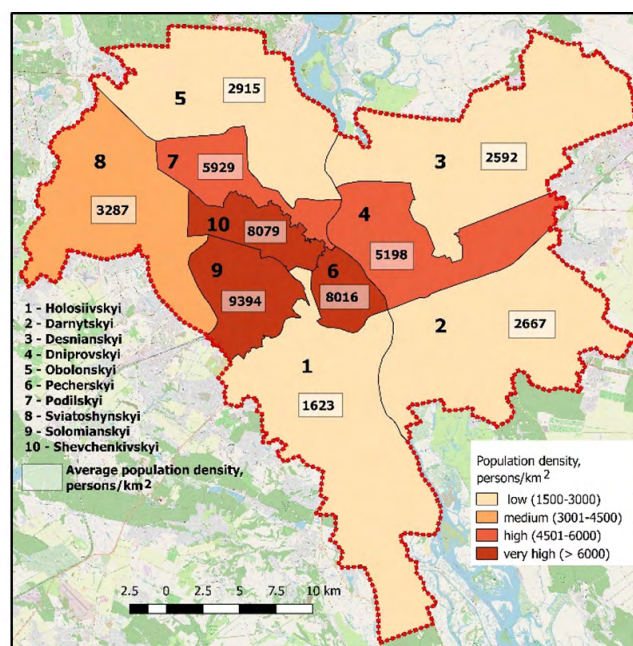 5
2915
8
7
5929
3
2592
3287
10
8079
4
5198
9
9394
6
8016
2
2667
1
1623
1 - Holosiivskyi
2 - Darnytskyi
3 - Desnianskyi
4 - Dniprovskyi
5 - Obolonskyi
6 - Pecherskyi
7 - Podilskyi
8 - Sviatoshynskyi
9 - Solomianskyi
10 - Shevchenkivskyi
Average population density,
persons/km2
Population density,
persons/km2
low (1500-3000)
medium (3001-4500)
high (4501-6000)
very high (> 6000)
2.5 0 2.5 5 7.5 10 km